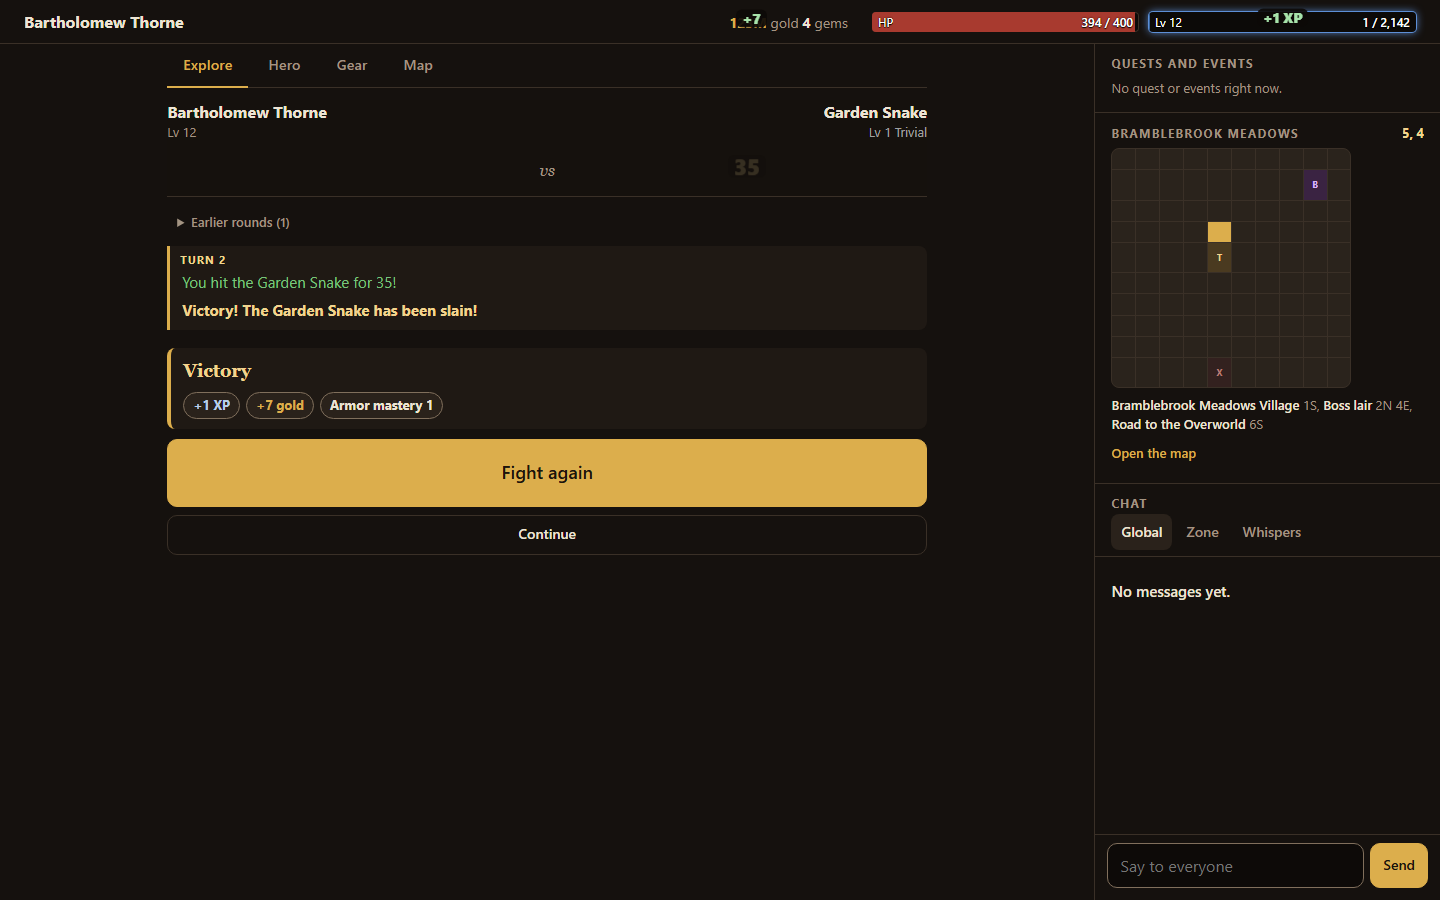 Bartholomew Thorne
+7 gold 4 gems
HP 394 / 400
Lv 12 +1 XP 1 / 2,142
Explore Hero Gear Map
Bartholomew Thorne
Lv 12
Garden Snake
Lv 1 Trivial
vs
35
Earlier rounds (1)
TURN 2
You hit the Garden Snake for 35!
Victory! The Garden Snake has been slain!
Victory
+1 XP +7 gold Armor mastery 1
Fight again
Continue
QUESTS AND EVENTS
No quest or events right now.
BRAMBLEBROOK MEADOWS 5, 4
B
T
X
Bramblebrook Meadows Village 1S, Boss lair 2N 4E,
Road to the Overworld 6S
Open the map
CHAT
Global Zone Whispers
No messages yet.
Say to everyone
Send